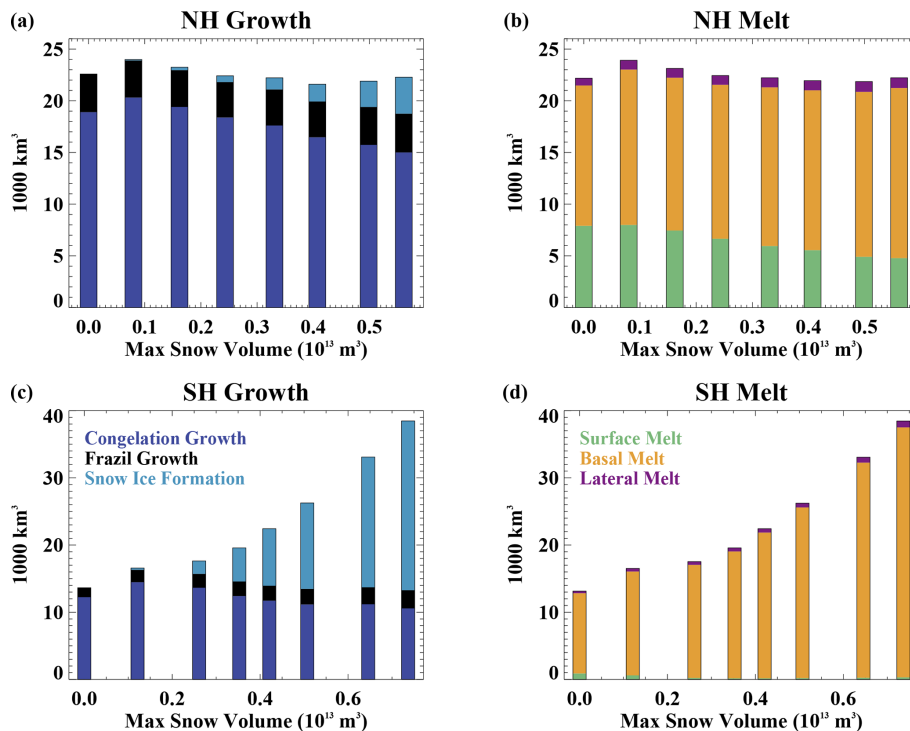 (a) NH Growth
25
20
15
10
5
0
1000 km³
0.0 0.1 0.2 0.3 0.4 0.5
Max Snow Volume (10¹³ m³)
(b) NH Melt
25
20
15
10
5
0
1000 km³
0.0 0.1 0.2 0.3 0.4 0.5
Max Snow Volume (10¹³ m³)
(c) SH Growth
40
30
20
10
0
1000 km³
Congelation Growth
Frazil Growth
Snow Ice Formation
0.0 0.2 0.4 0.6
Max Snow Volume (10¹³ m³)
(d) SH Melt
40
30
20
10
0
1000 km³
Surface Melt
Basal Melt
Lateral Melt
0.0 0.2 0.4 0.6
Max Snow Volume (10¹³ m³)